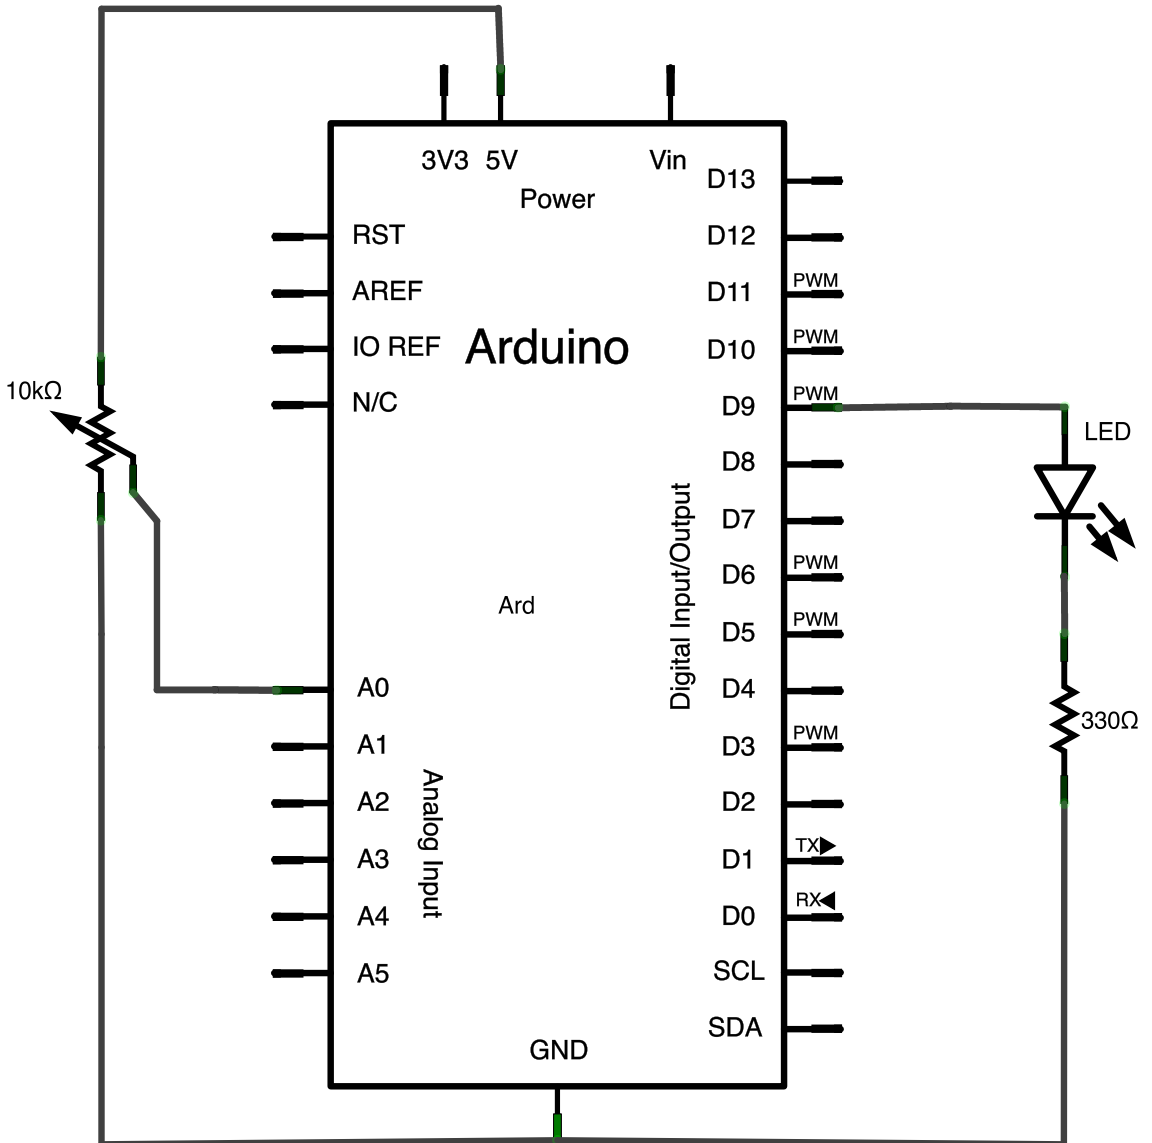 3V3
5V
Vin
Power
D13
RST
D12
AREF
D11
PWM
IO REF
Arduino
D10
PWM
10kΩ
N/C
D9
PWM
LED
D8
D7
Digital Input/Output
D6
PWM
Ard
D5
PWM
A0
D4
330Ω
A1
D3
PWM
A2
D2
Analog Input
A3
D1
TX
A4
D0
RX
A5
SCL
SDA
GND